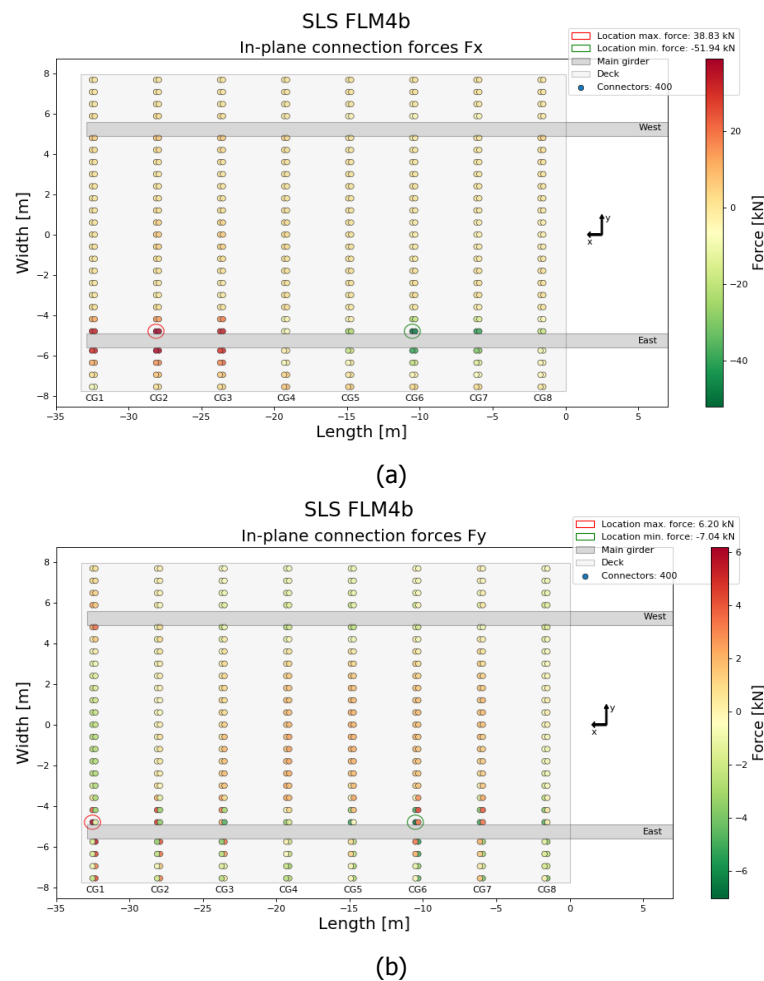 SLS FLM4b
In-plane connection forces Fx
Location max. force: 38.83 kN
Location min. force: -51.94 kN
Main girder
Deck
Connectors: 400
8
6
4
2
0
−2
−4
−6
−8
Width [m]
West
East
y
x
CG1 CG2 CG3 CG4 CG5 CG6 CG7 CG8
−35 −30 −25 −20 −15 −10 −5 0 5
Length [m]
20
0
−20
−40
Force [kN]
(a)
SLS FLM4b
In-plane connection forces Fy
Location max. force: 6.20 kN
Location min. force: -7.04 kN
Main girder
Deck
Connectors: 400
8
6
4
2
0
−2
−4
−6
−8
Width [m]
West
East
y
x
CG1 CG2 CG3 CG4 CG5 CG6 CG7 CG8
−35 −30 −25 −20 −15 −10 −5 0 5
Length [m]
6
4
2
0
−2
−4
−6
Force [kN]
(b)